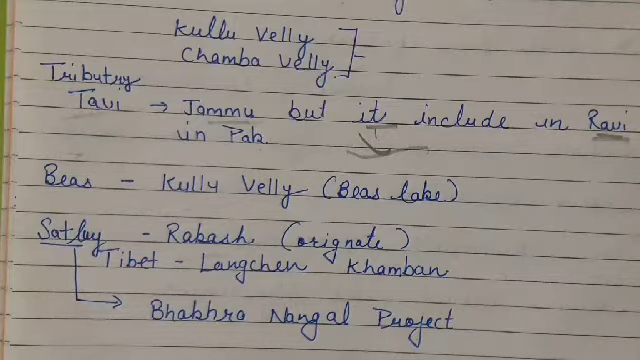 Kullu Velly
Chamba Velly
Tributry
Tavi → Jammu but it include in Ravi
in Pak
Beas - Kullu Velly (Beas lake)
Satluj - Rakash (orignate)
Tibet - Langchen Khamban
Bhakhra Nangal Project